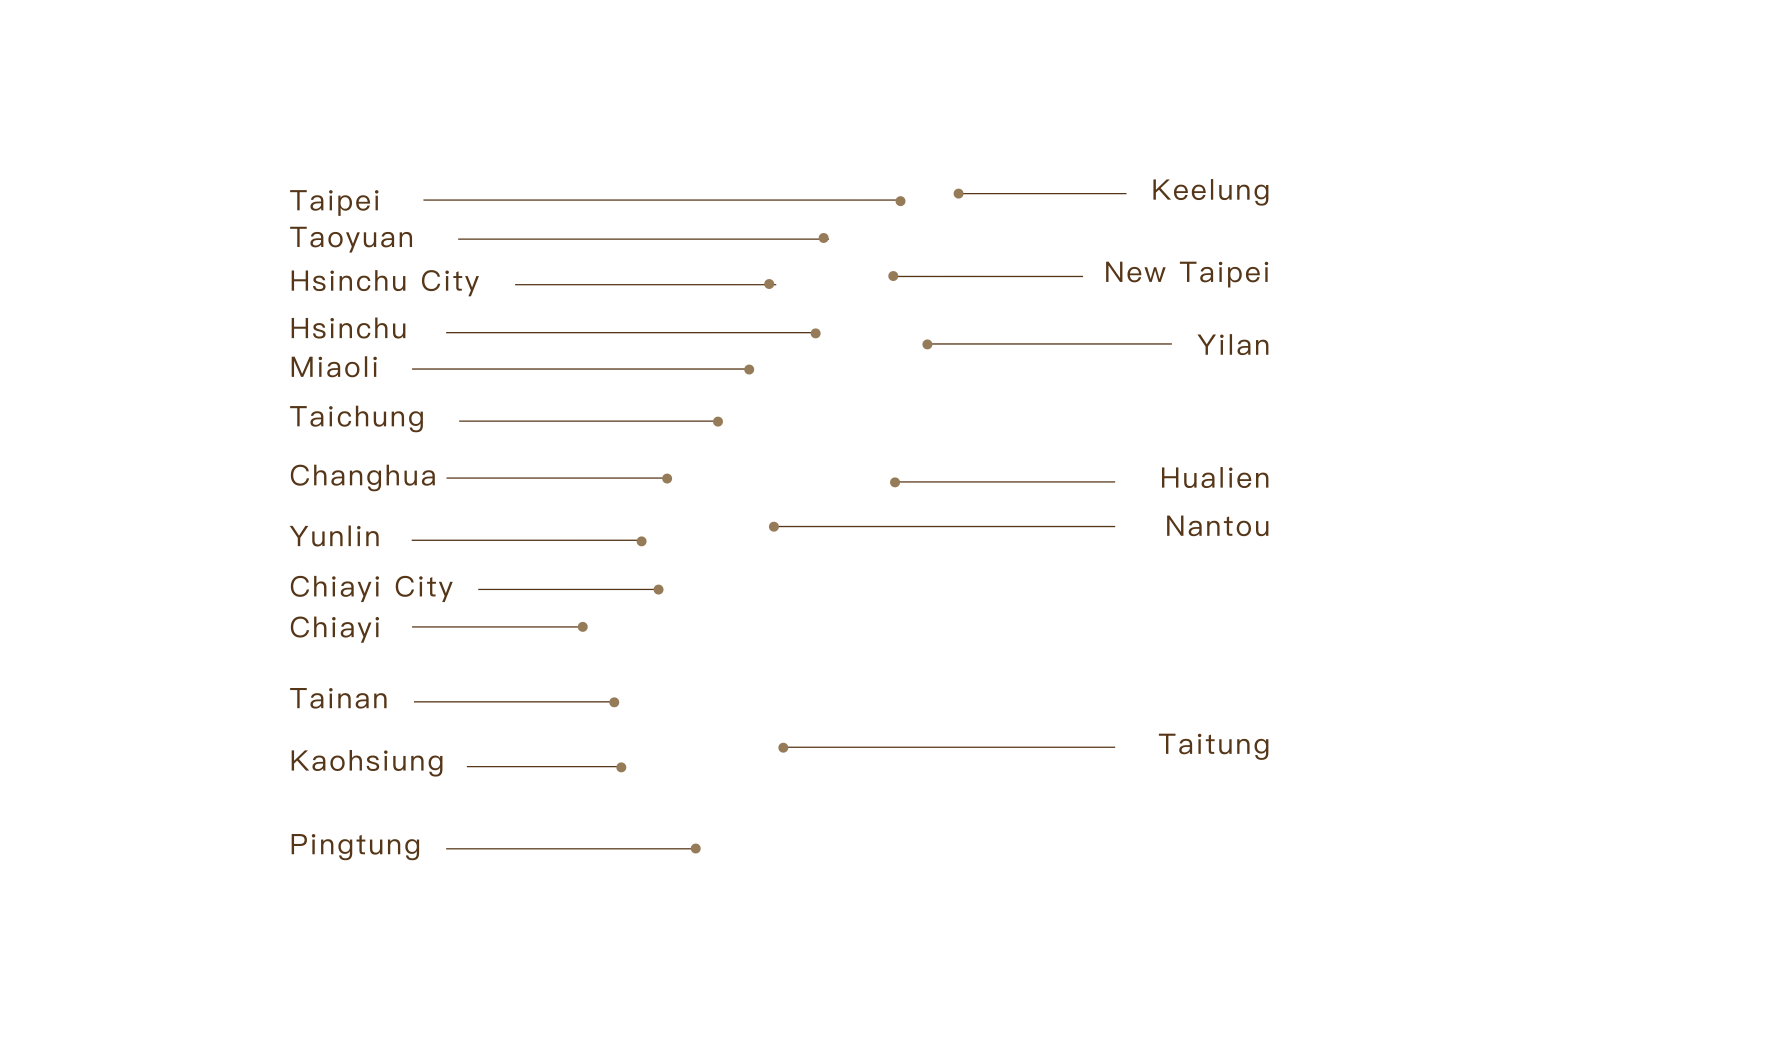 Taipei
Taoyuan
Hsinchu City
Hsinchu
Miaoli
Taichung
Changhua
Yunlin
Chiayi City
Chiayi
Tainan
Kaohsiung
Pingtung
Keelung
New Taipei
Yilan
Hualien
Nantou
Taitung